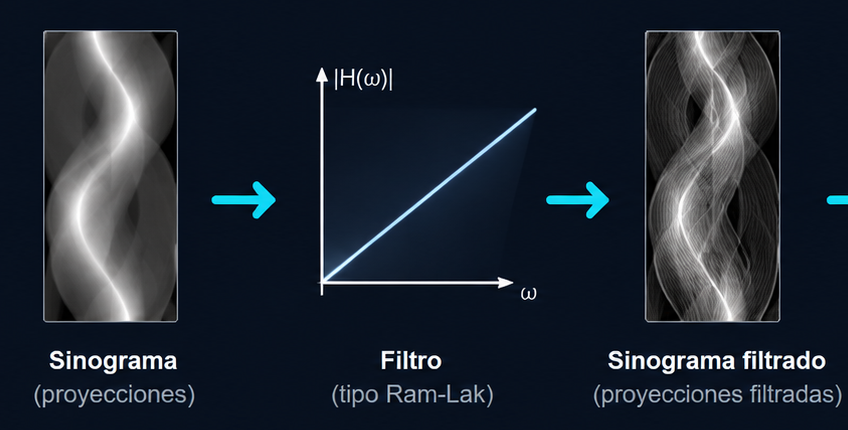 |H(ω)|
ω
Sinograma
(proyecciones)
Filtro
(tipo Ram-Lak)
Sinograma filtrado
(proyecciones filtradas)